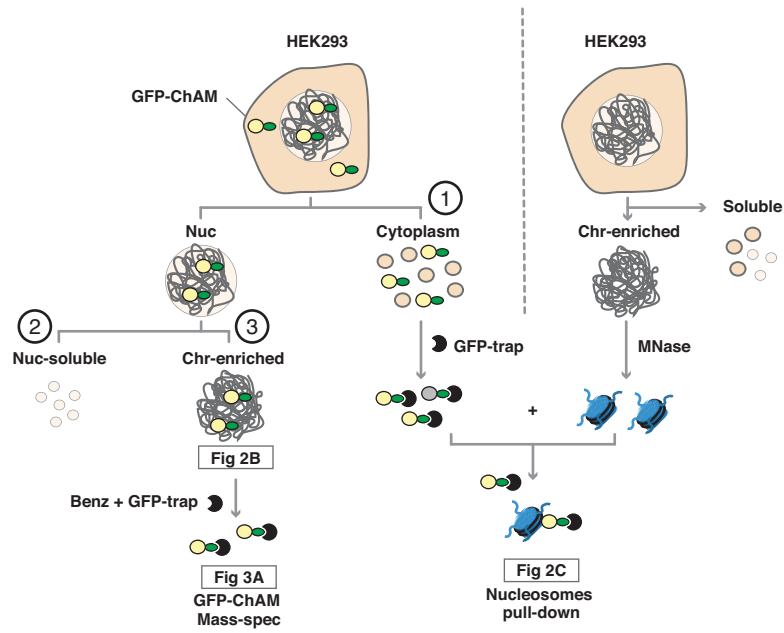 HEK293
HEK293
GFP-ChAM
1
Soluble
Nuc
Cytoplasm
Chr-enriched
2
3
GFP-trap
MNase
Nuc-soluble
Chr-enriched
+
Fig 2B
Benz + GFP-trap
Fig 3A
Fig 2C
GFP-ChAM
Mass-spec
Nucleosomes
pull-down